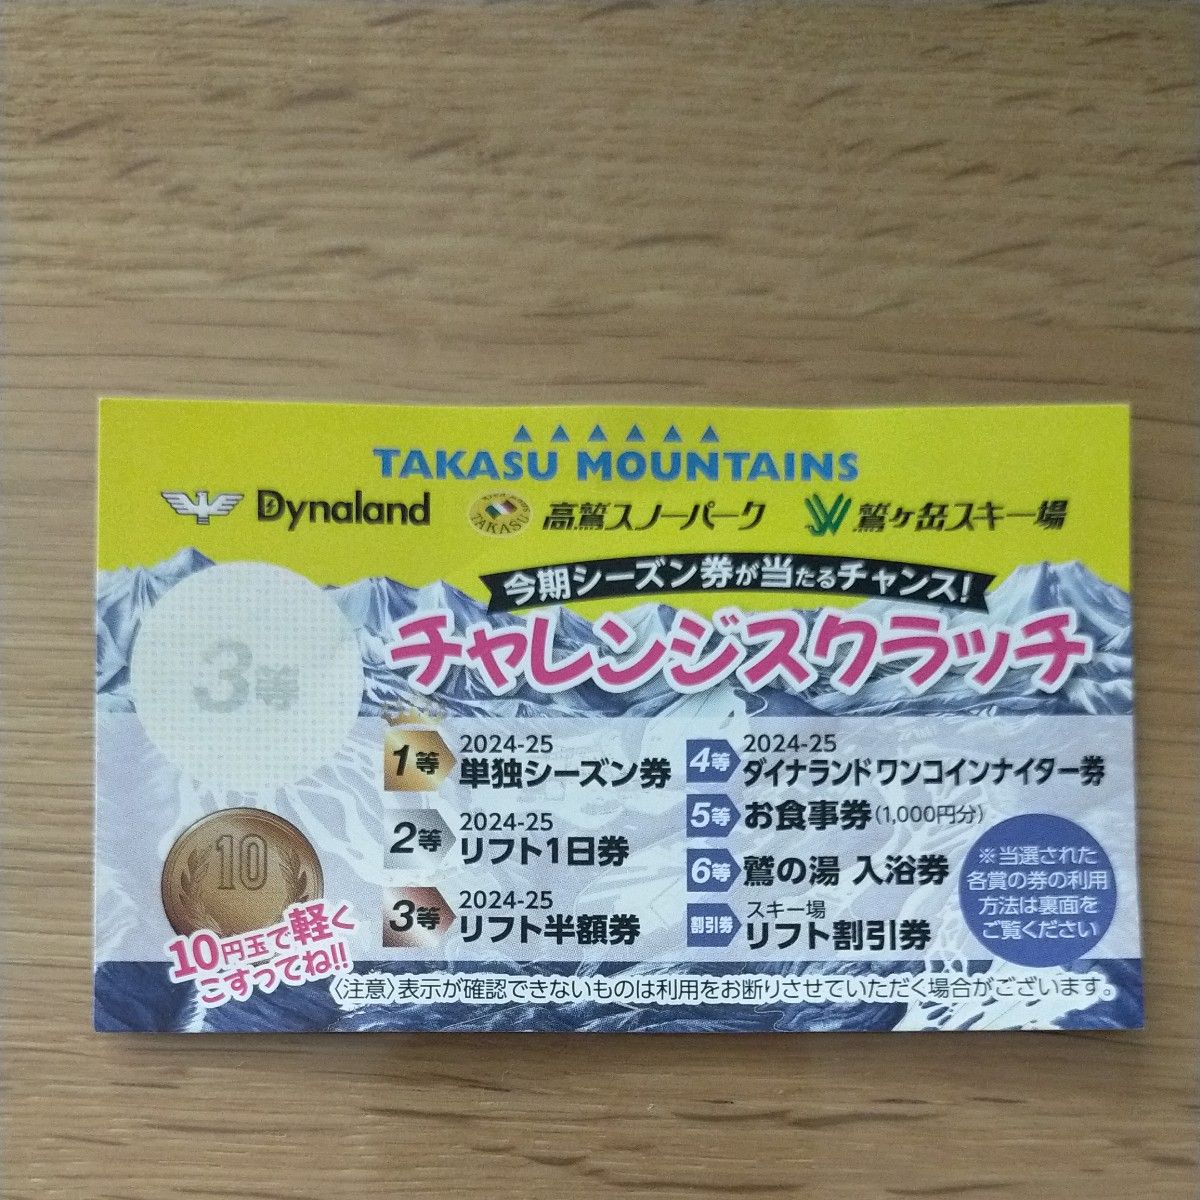 TAKASU MOUNTAINS
Dynaland
TAKASU
高鷲スノーパーク
鷲ヶ岳スキー場
今期シーズン券が当たるチャンス!
チャレンジスクラッチ
3等
1等 2024-25
単独シーズン券
2等 2024-25
リフト1日券
3等 2024-25
リフト半額券
4等 2024-25
ダイナランドワンコインナイター券
5等 お食事券(1,000円分)
6等 鷲の湯 入浴券
割引券 スキー場
リフト割引券
※当選された
各賞の券の利用
方法は裏面を
ご覧ください
10
10円玉で軽く
こすってね!!
〈注意〉表示が確認できないものは利用をお断りさせていただく場合がございます。